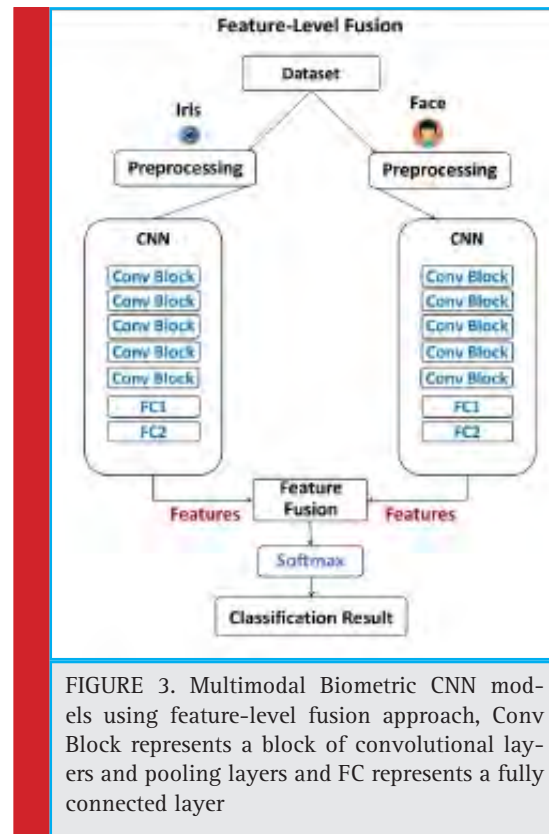 Feature-Level Fusion
Dataset
Iris
Face
Preprocessing
Preprocessing
CNN
Conv Block
Conv Block
Conv Block
Conv Block
Conv Block
FC1
FC2
CNN
Conv Block
Conv Block
Conv Block
Conv Block
Conv Block
FC1
FC2
Features
Feature
Fusion
Features
Softmax
Classification Result
FIGURE 3. Multimodal Biometric CNN mod-
els using feature-level fusion approach, Conv
Block represents a block of convolutional lay-
ers and pooling layers and FC represents a fully
connected layer